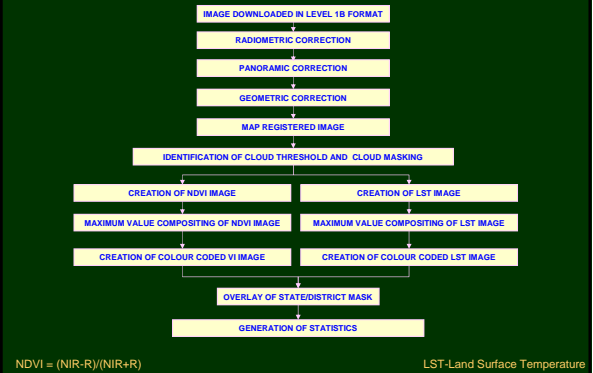 IMAGE DOWNLOADED IN LEVEL 1B FORMAT
RADIOMETRIC CORRECTION
PANORAMIC CORRECTION
GEOMETRIC CORRECTION
MAP REGISTERED IMAGE
IDENTIFICATION OF CLOUD THRESHOLD AND CLOUD MASKING
CREATION OF NDVI IMAGE
CREATION OF LST IMAGE
MAXIMUM VALUE COMPOSITING OF NDVI IMAGE
MAXIMUM VALUE COMPOSITING OF LST IMAGE
CREATION OF COLOUR CODED VI IMAGE
CREATION OF COLOUR CODED LST IMAGE
OVERLAY OF STATE/DISTRICT MASK
GENERATION OF STATISTICS
NDVI = (NIR-R)/(NIR+R)
LST-Land Surface Temperature